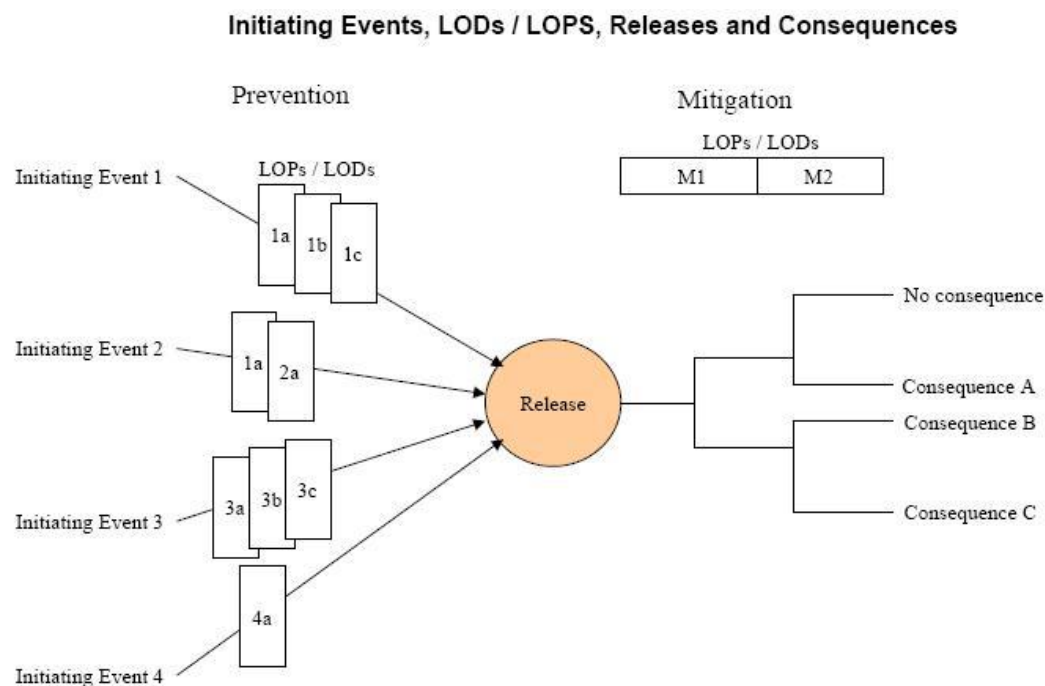 Initiating Events, LODs / LOPS, Releases and Consequences
Prevention
Mitigation
LOPs / LODs
M1 M2
Initiating Event 1
LOPs / LODs
1a 1b 1c
Initiating Event 2
1a 2a
Initiating Event 3
3a 3b 3c
Initiating Event 4
4a
Release
No consequence
Consequence A
Consequence B
Consequence C